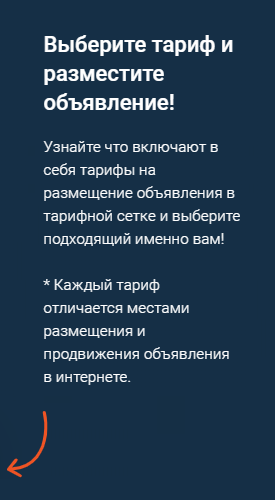 Выберите тариф и
разместите
объявление!
Узнайте что включают в
себя тарифы на
размещение объявления в
тарифной сетке и выберите
подходящий именно вам!
* Каждый тариф
отличается местами
размещения и
продвижения объявления
в интернете.